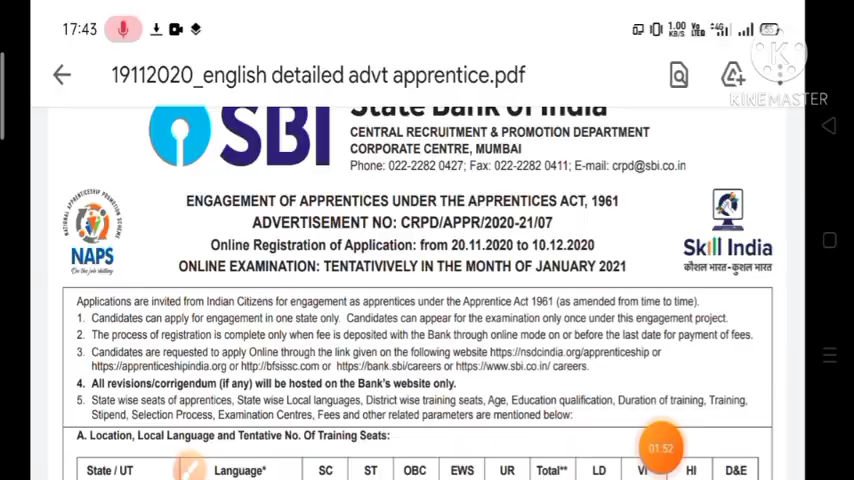 17:43
1.00
KB/S
19112020_english detailed advt apprentice.pdf
KINEMASTER
SBI
State Bank of India
CENTRAL RECRUITMENT & PROMOTION DEPARTMENT
CORPORATE CENTRE, MUMBAI
Phone: 022-2282 0427; Fax: 022-2282 0411; E-mail: crpd@sbi.co.in
ENGAGEMENT OF APPRENTICES UNDER THE APPRENTICES ACT, 1961
ADVERTISEMENT NO: CRPD/APPR/2020-21/07
Online Registration of Application: from 20.11.2020 to 10.12.2020
ONLINE EXAMINATION: TENTATIVIVELY IN THE MONTH OF JANUARY 2021
NATIONAL APPRENTICESHIP PROMOTION SCHEME
NAPS
On the job skilling
Skill India
कौशल भारत-कुशल भारत
Applications are invited from Indian Citizens for engagement as apprentices under the Apprentice Act 1961 (as amended from time to time).
1. Candidates can apply for engagement in one state only. Candidates can appear for the examination only once under this engagement project.
2. The process of registration is complete only when fee is deposited with the Bank through online mode on or before the last date for payment of fees.
3. Candidates are requested to apply Online through the link given on the following website https://nsdcindia.org/apprenticeship or
https://apprenticeshipindia.org or http://bfsissc.com or https://bank.sbi/careers or https://www.sbi.co.in/ careers.
4. All revisions/corrigendum (if any) will be hosted on the Bank's website only.
5. State wise seats of apprentices, State wise Local languages, District wise training seats, Age, Education qualification, Duration of training, Training,
Stipend, Selection Process, Examination Centres, Fees and other related parameters are mentioned below:
A. Location, Local Language and Tentative No. Of Training Seats:
01:52
State / UT Language* SC ST OBC EWS UR Total** LD VI HI D&E